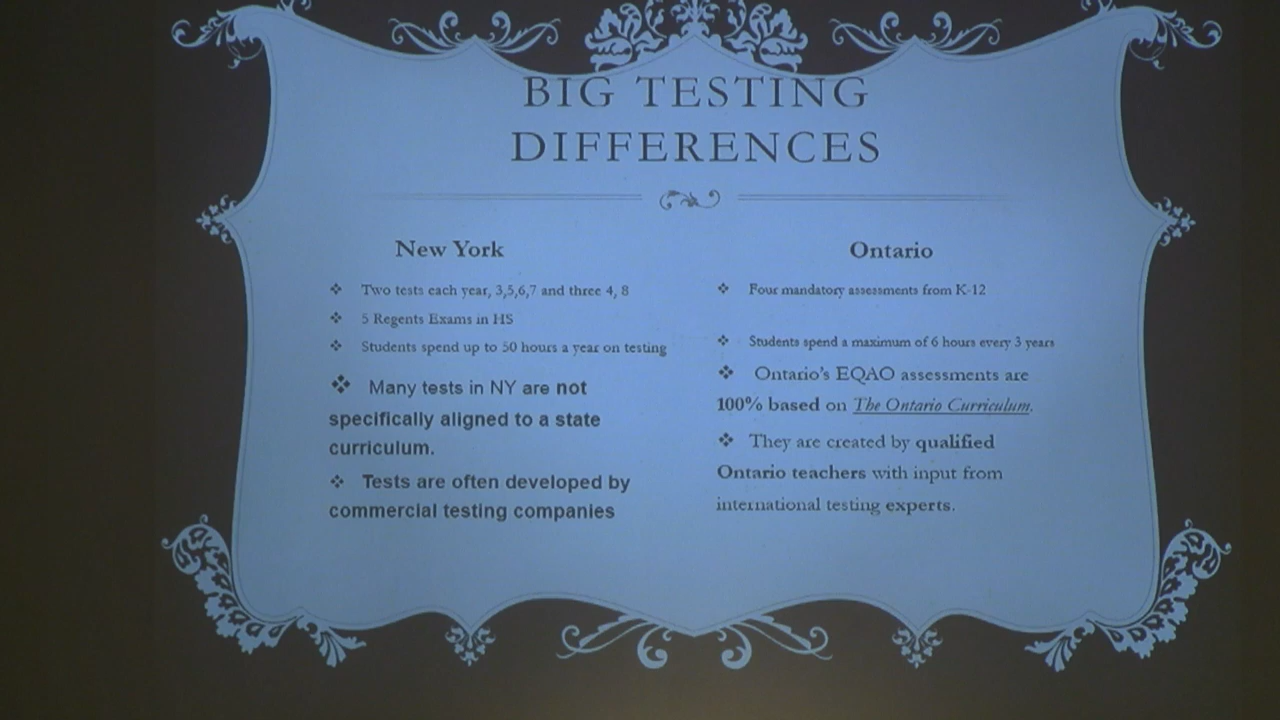 BIG TESTING
DIFFERENCES
New York
❖ Two tests each year, 3,5,6,7 and three 4, 8
❖ 5 Regents Exams in HS
❖ Students spend up to 50 hours a year on testing
❖ Many tests in NY are not
specifically aligned to a state
curriculum.
❖ Tests are often developed by
commercial testing companies
Ontario
❖ Four mandatory assessments from K-12
❖ Students spend a maximum of 6 hours every 3 years
❖ Ontario's EQAO assessments are
100% based on The Ontario Curriculum.
❖ They are created by qualified
Ontario teachers with input from
international testing experts.